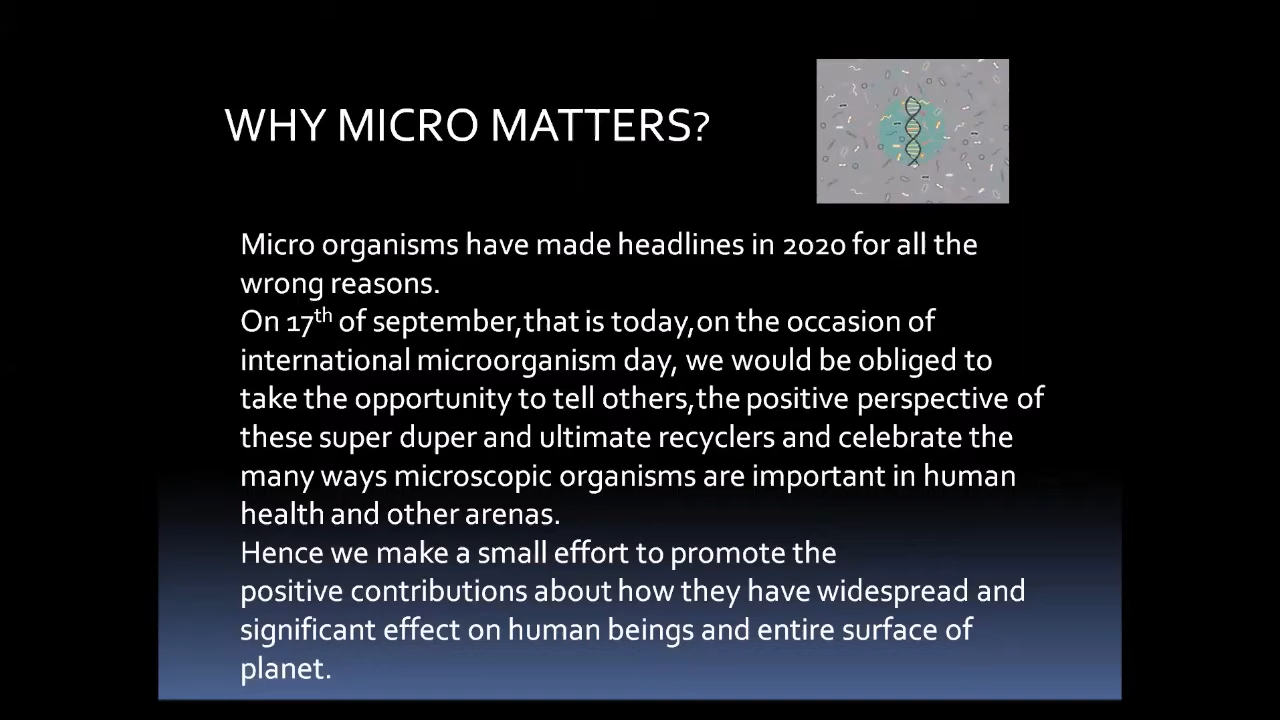 WHY MICRO MATTERS?
Micro organisms have made headlines in 2020 for all the
wrong reasons.
On 17th of september,that is today,on the occasion of
international microorganism day, we would be obliged to
take the opportunity to tell others,the positive perspective of
these super duper and ultimate recyclers and celebrate the
many ways microscopic organisms are important in human
health and other arenas.
Hence we make a small effort to promote the
positive contributions about how they have widespread and
significant effect on human beings and entire surface of
planet.